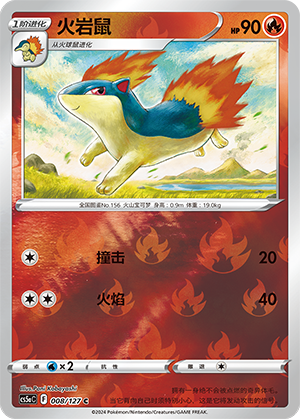 1阶进化
火岩鼠
HP90
从火球鼠进化
全国图鉴No.156 火山宝可梦 身高：0.9m 体重：19.0kg
撞击 20
火焰 40
弱点 ×2 抵抗力 撤退
Illus.Poni Kobayashi
CS5aC F 008/127 C
©2024 Pokémon/Nintendo/Creatures/GAME FREAK.